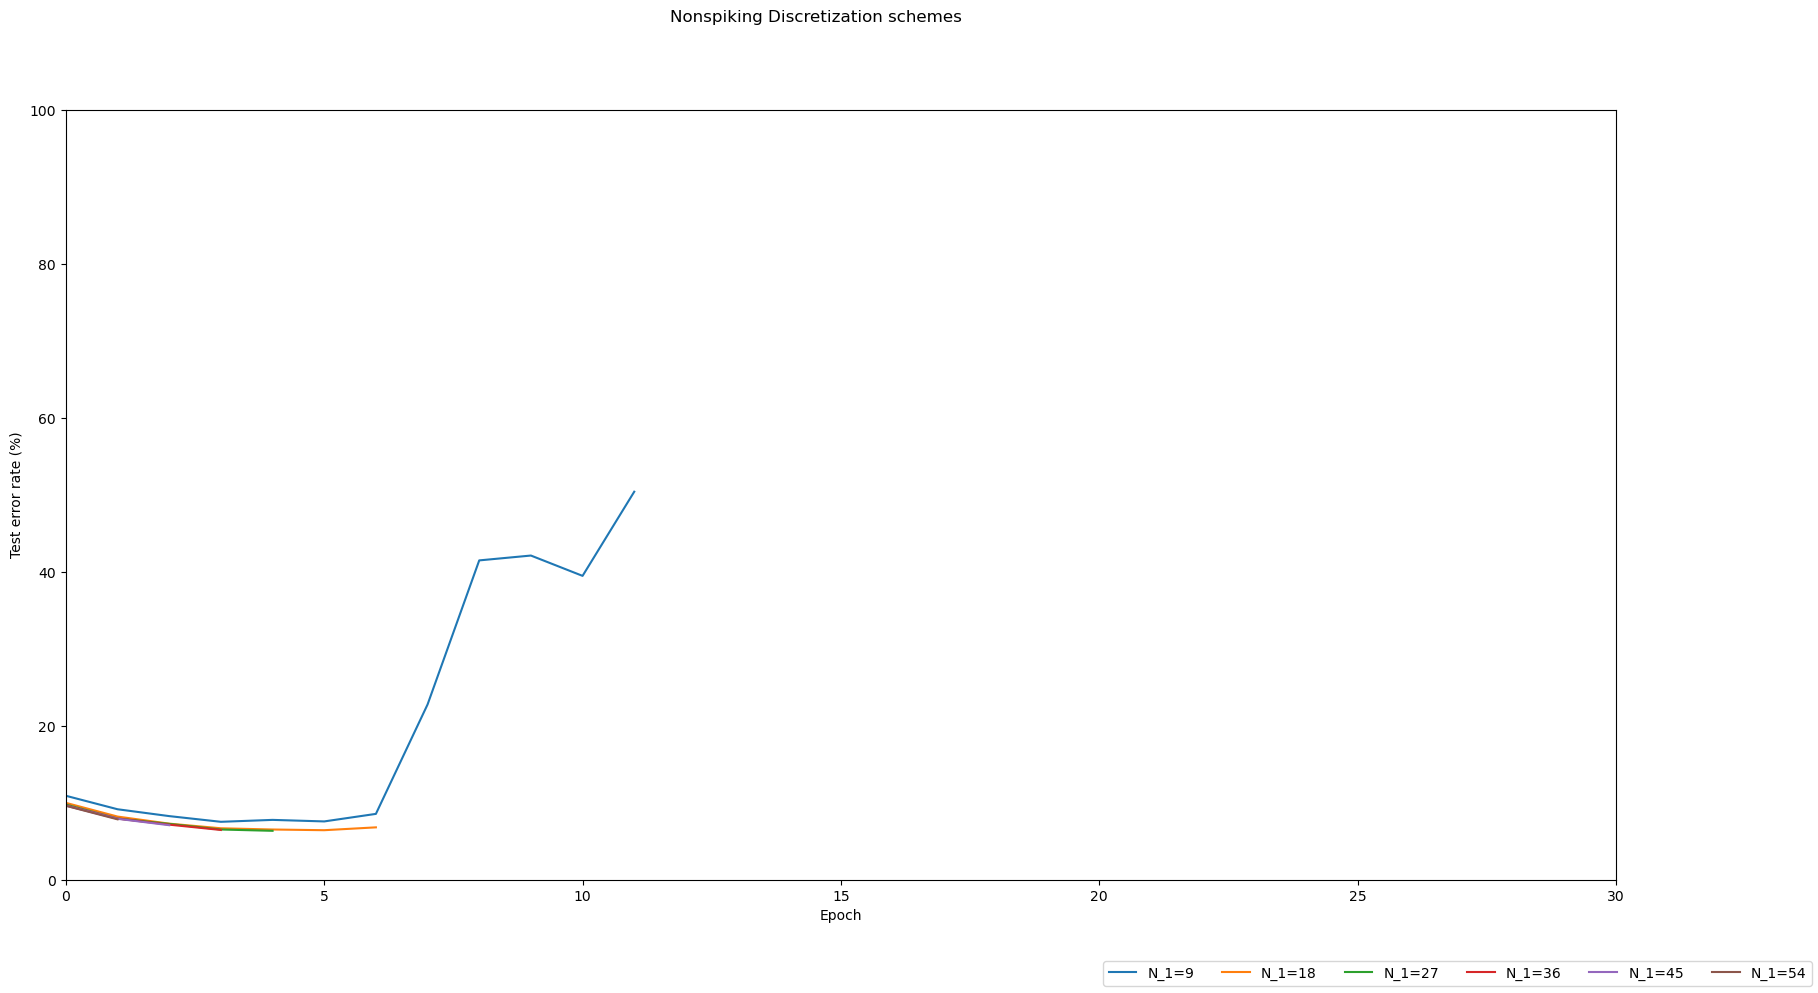 Nonspiking Discretization schemes
100
80
60
40
20
0
Test error rate (%)
0 5 10 15 20 25 30
Epoch
N_1=9 N_1=18 N_1=27 N_1=36 N_1=45 N_1=54